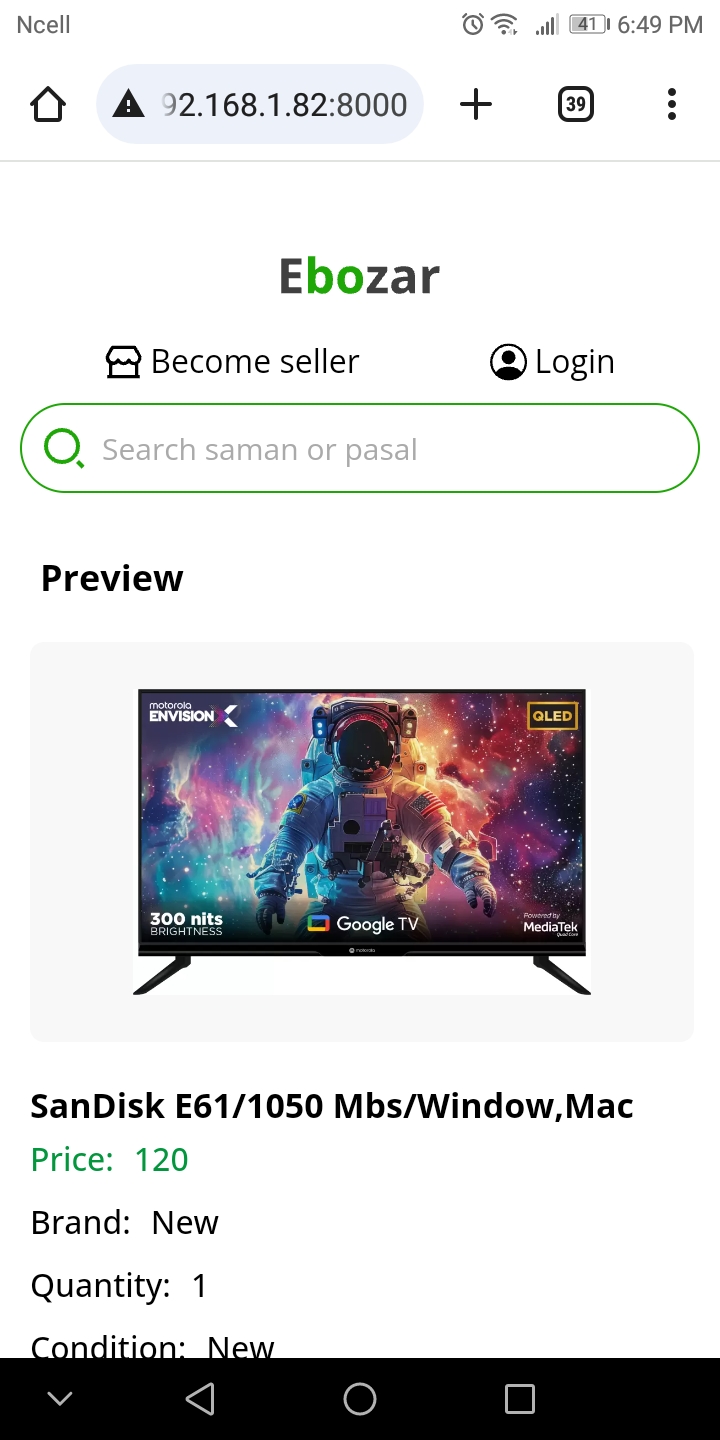 Ncell
41 6:49 PM
92.168.1.82:8000
39
Ebozar
Become seller
Login
Search saman or pasal
Preview
motorola
ENVISION X
QLED
300 nits
BRIGHTNESS
Google TV
Powered by
MediaTek
Quad Core
motorola
SanDisk E61/1050 Mbs/Window,Mac
Price: 120
Brand: New
Quantity: 1
Condition: New